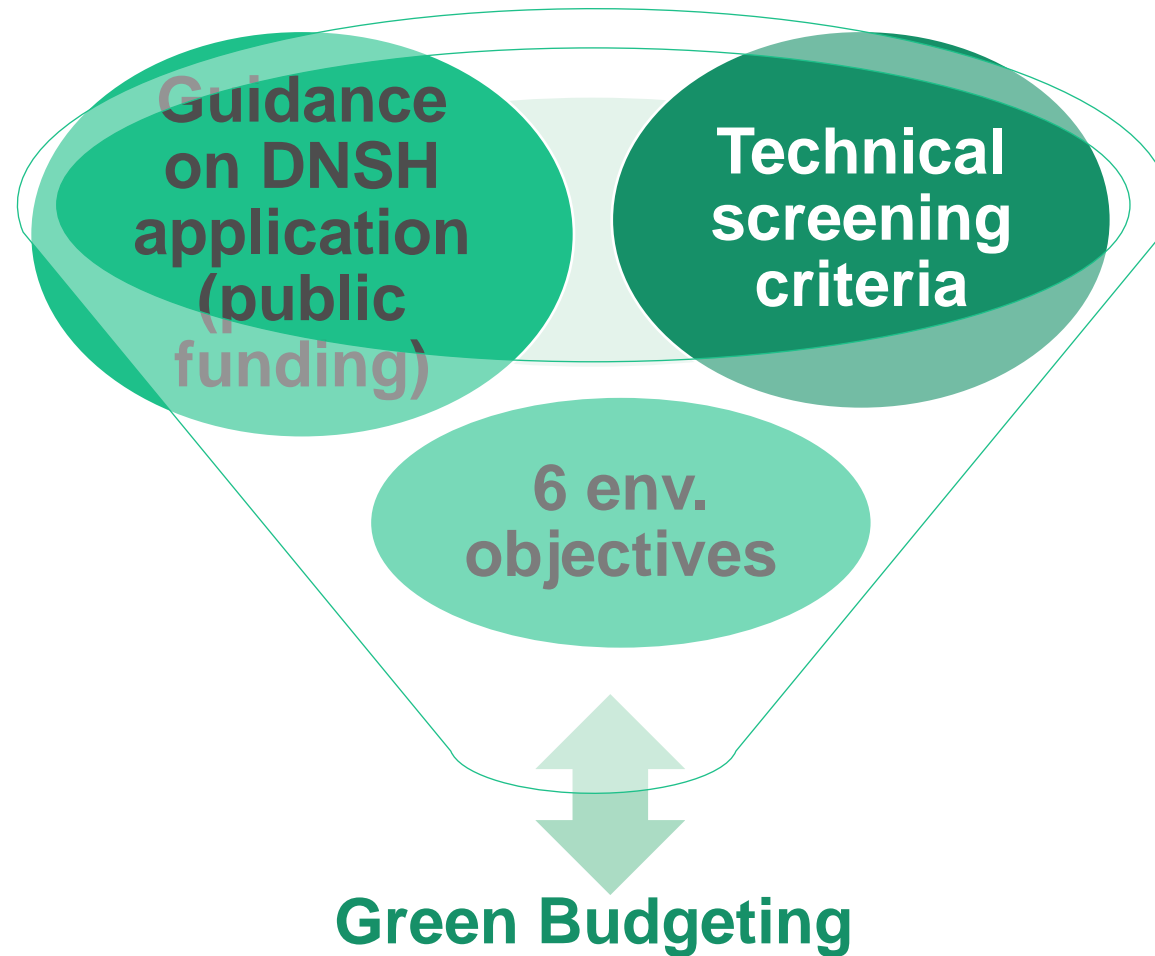 Guidance
on DNSH
application
(public
funding)
Technical
screening
criteria
6 env.
objectives
Green Budgeting